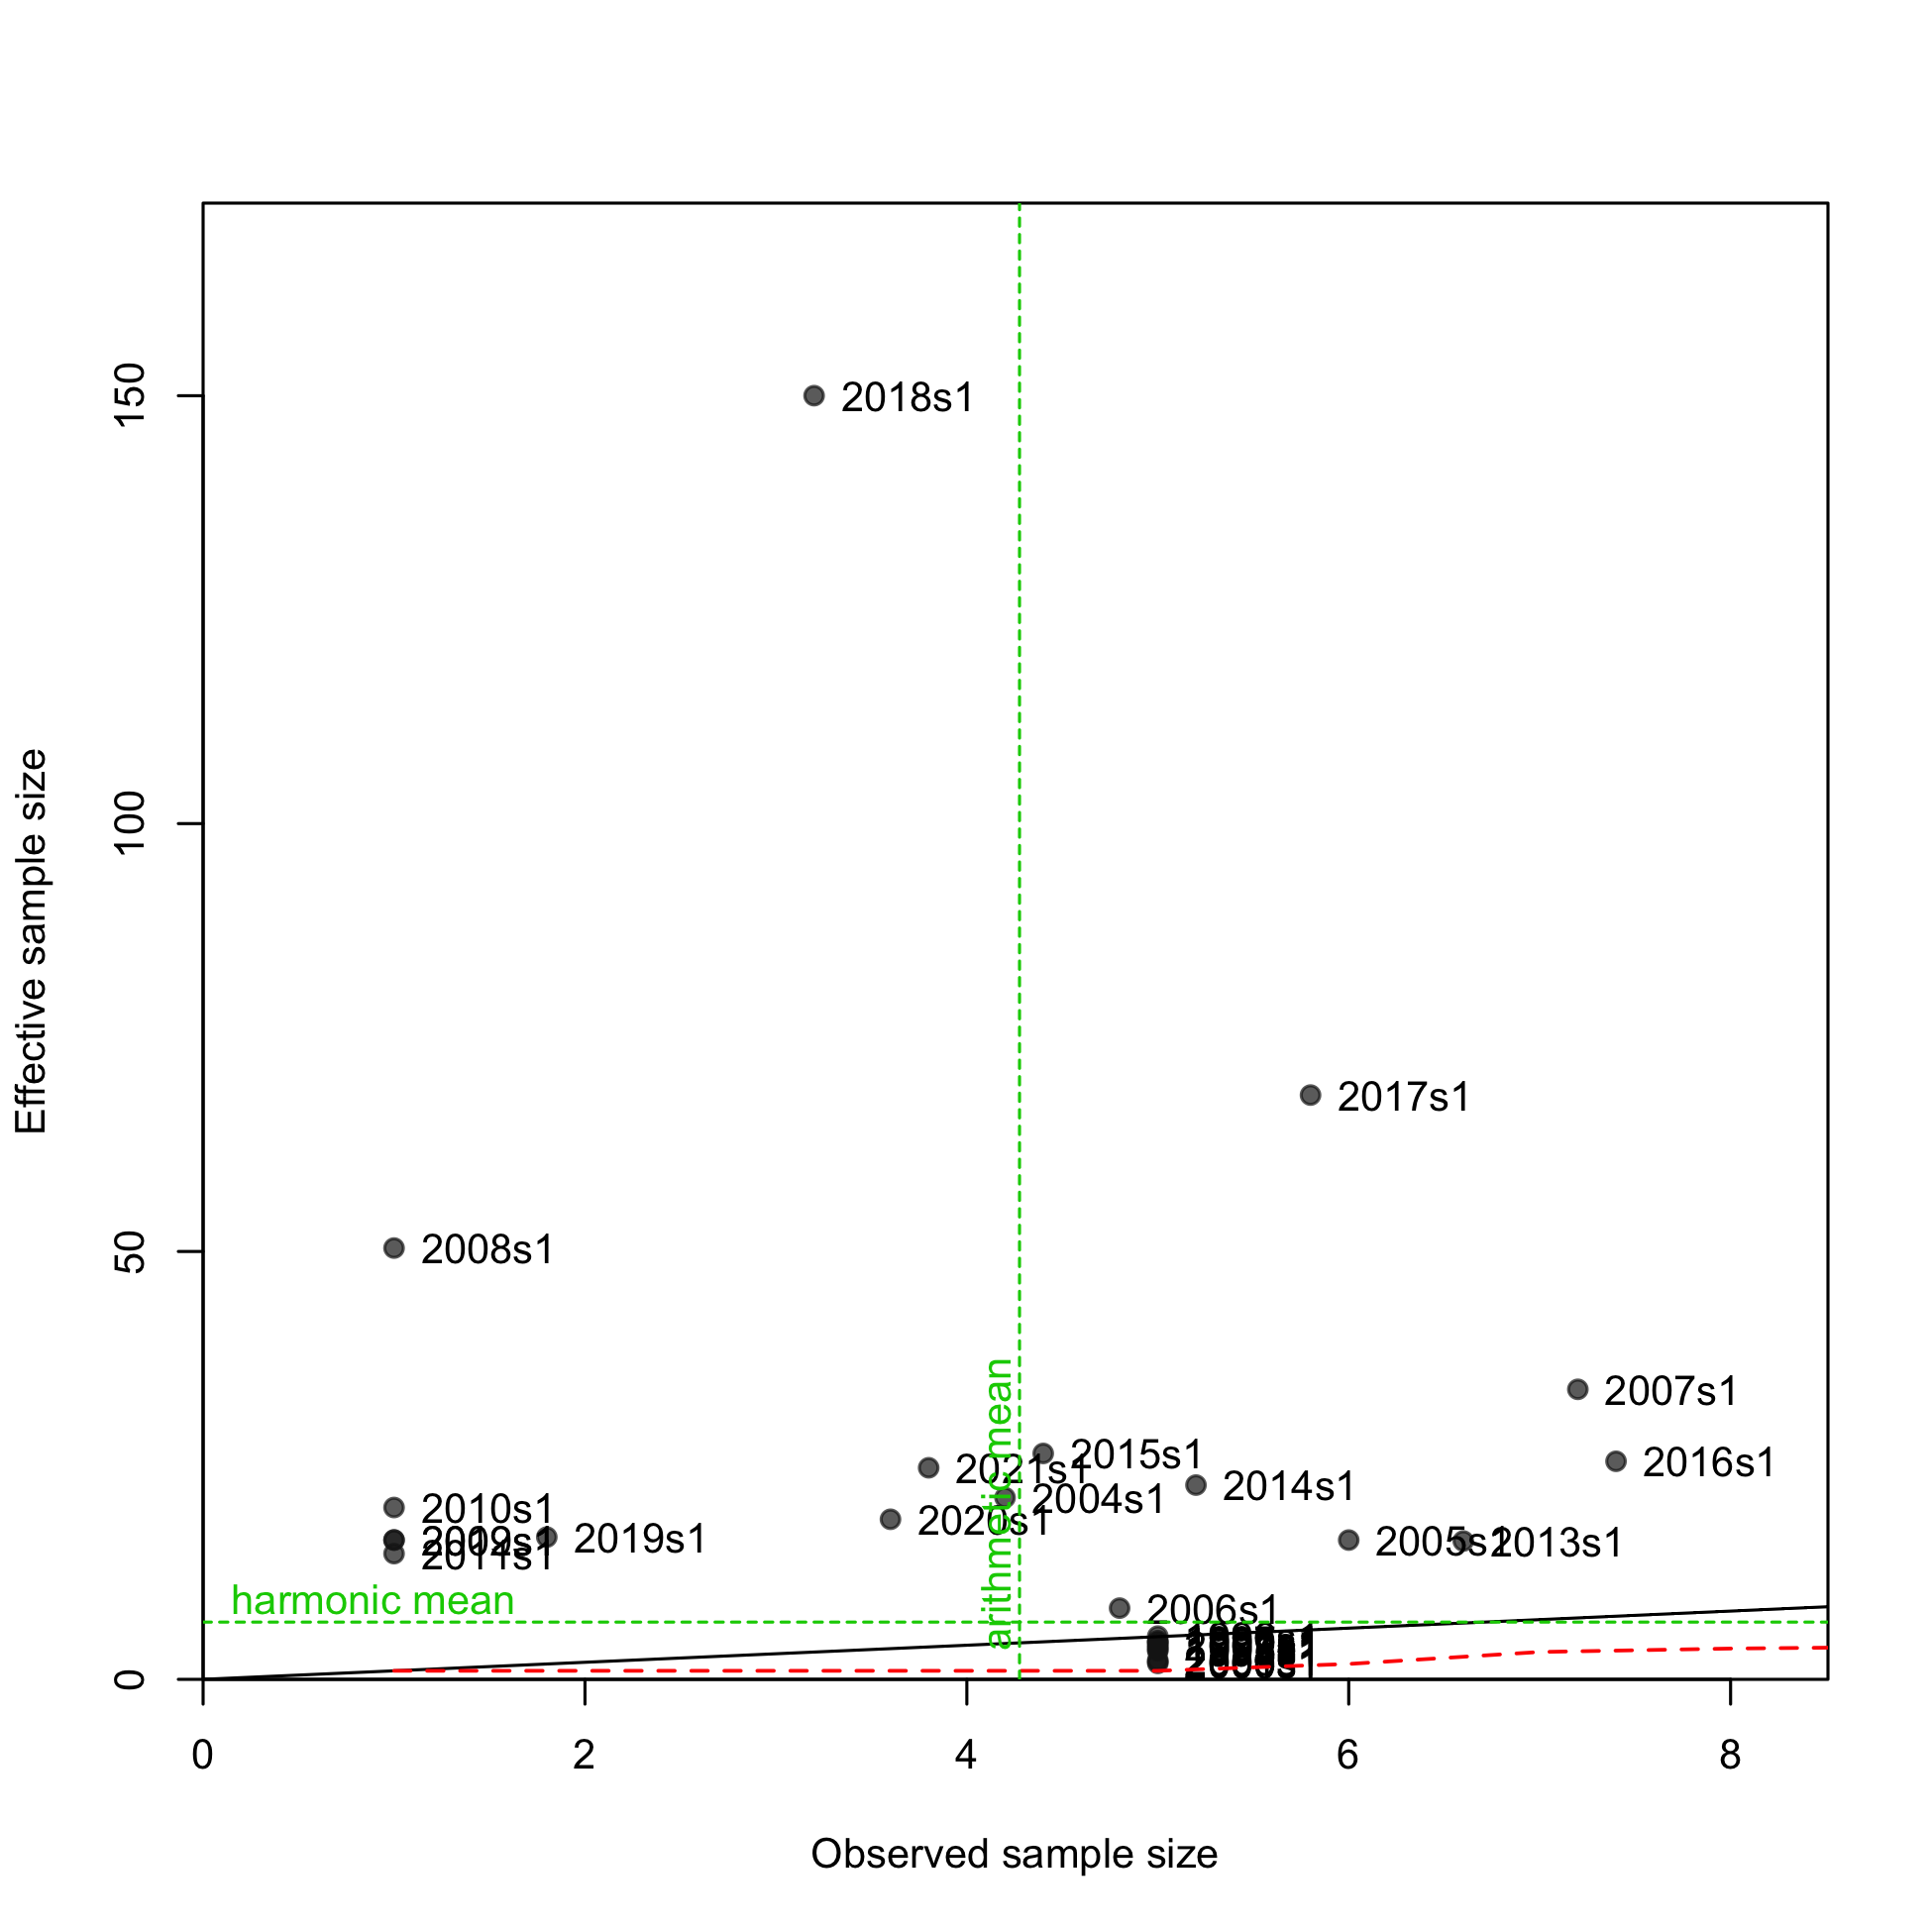 150
2018s1
100
Effective sample size
2017s1
50
2008s1
2007s1
arithmetic mean
2015s1
2021s1
2016s1
2014s1
2004s1
2010s1
2020s1
2019s1
2005s1
2013s1
2011s1
harmonic mean
2006s1
0
0
2
4
6
8
Observed sample size